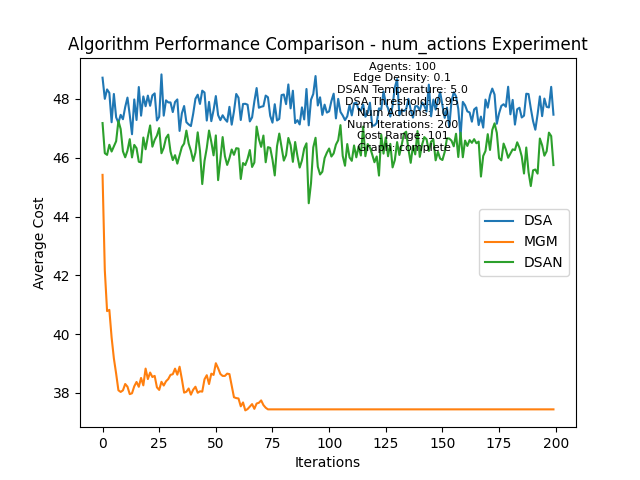 Algorithm Performance Comparison - num_actions Experiment
Agents: 100
Edge Density: 0.1
DSAN Temperature: 5.0
DSA Threshold: 0.95
Num Actions: 10
Num Iterations: 200
Cost Range: 101
Graph: complete
48
46
44
42
40
38
Average Cost
DSA
MGM
DSAN
0 25 50 75 100 125 150 175 200
Iterations